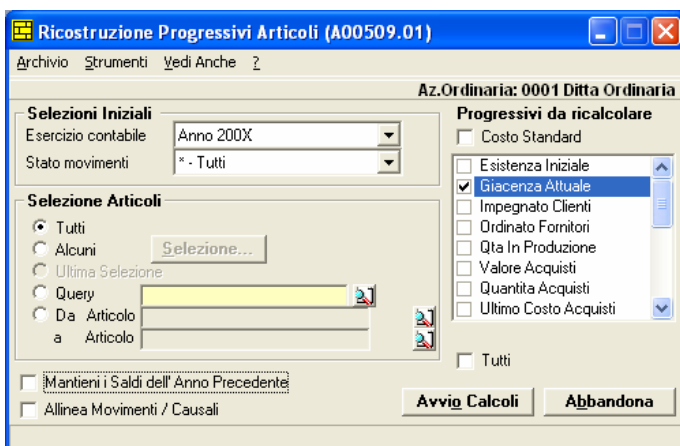 Ricostruzione Progressivi Articoli (A00509.01)
Archivio Strumenti Vedi Anche ?
Az.Ordinaria: 0001 Ditta Ordinaria
Selezioni Iniziali
Esercizio contabile Anno 200X
Stato movimenti * - Tutti
Selezione Articoli
Tutti
Alcuni Selezione...
Ultima Selezione
Query
Da Articolo
a Articolo
Mantieni i Saldi dell'Anno Precedente
Allinea Movimenti / Causali
Progressivi da ricalcolare
Costo Standard
Esistenza Iniziale
Giacenza Attuale
Impegnato Clienti
Ordinato Fornitori
Qta In Produzione
Valore Acquisti
Quantita Acquisti
Ultimo Costo Acquisti
Tutti
Avvio Calcoli Abbandona